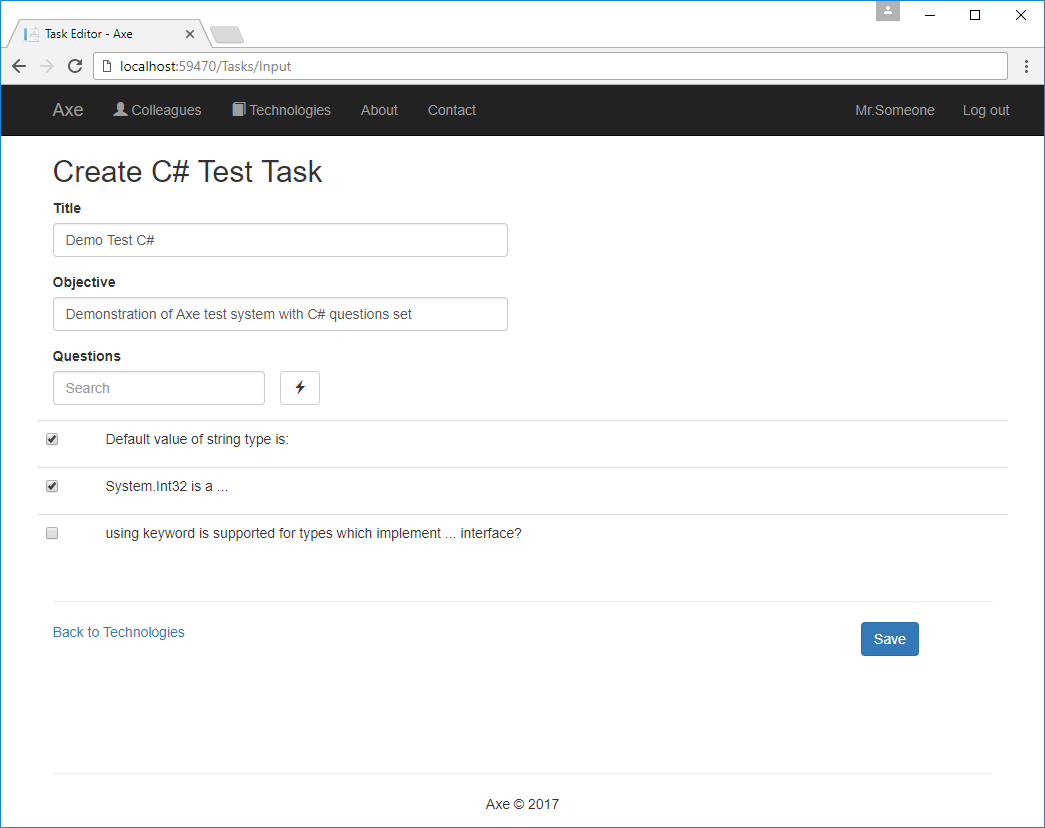 Task Editor - Axe
localhost:59470/Tasks/Input
Axe Colleagues Technologies About Contact Mr.Someone Log out
Create C# Test Task
Title
Demo Test C#
Objective
Demonstration of Axe test system with C# questions set
Questions
Search
Default value of string type is:
System.Int32 is a ...
using keyword is supported for types which implement ... interface?
Back to Technologies Save
Axe © 2017